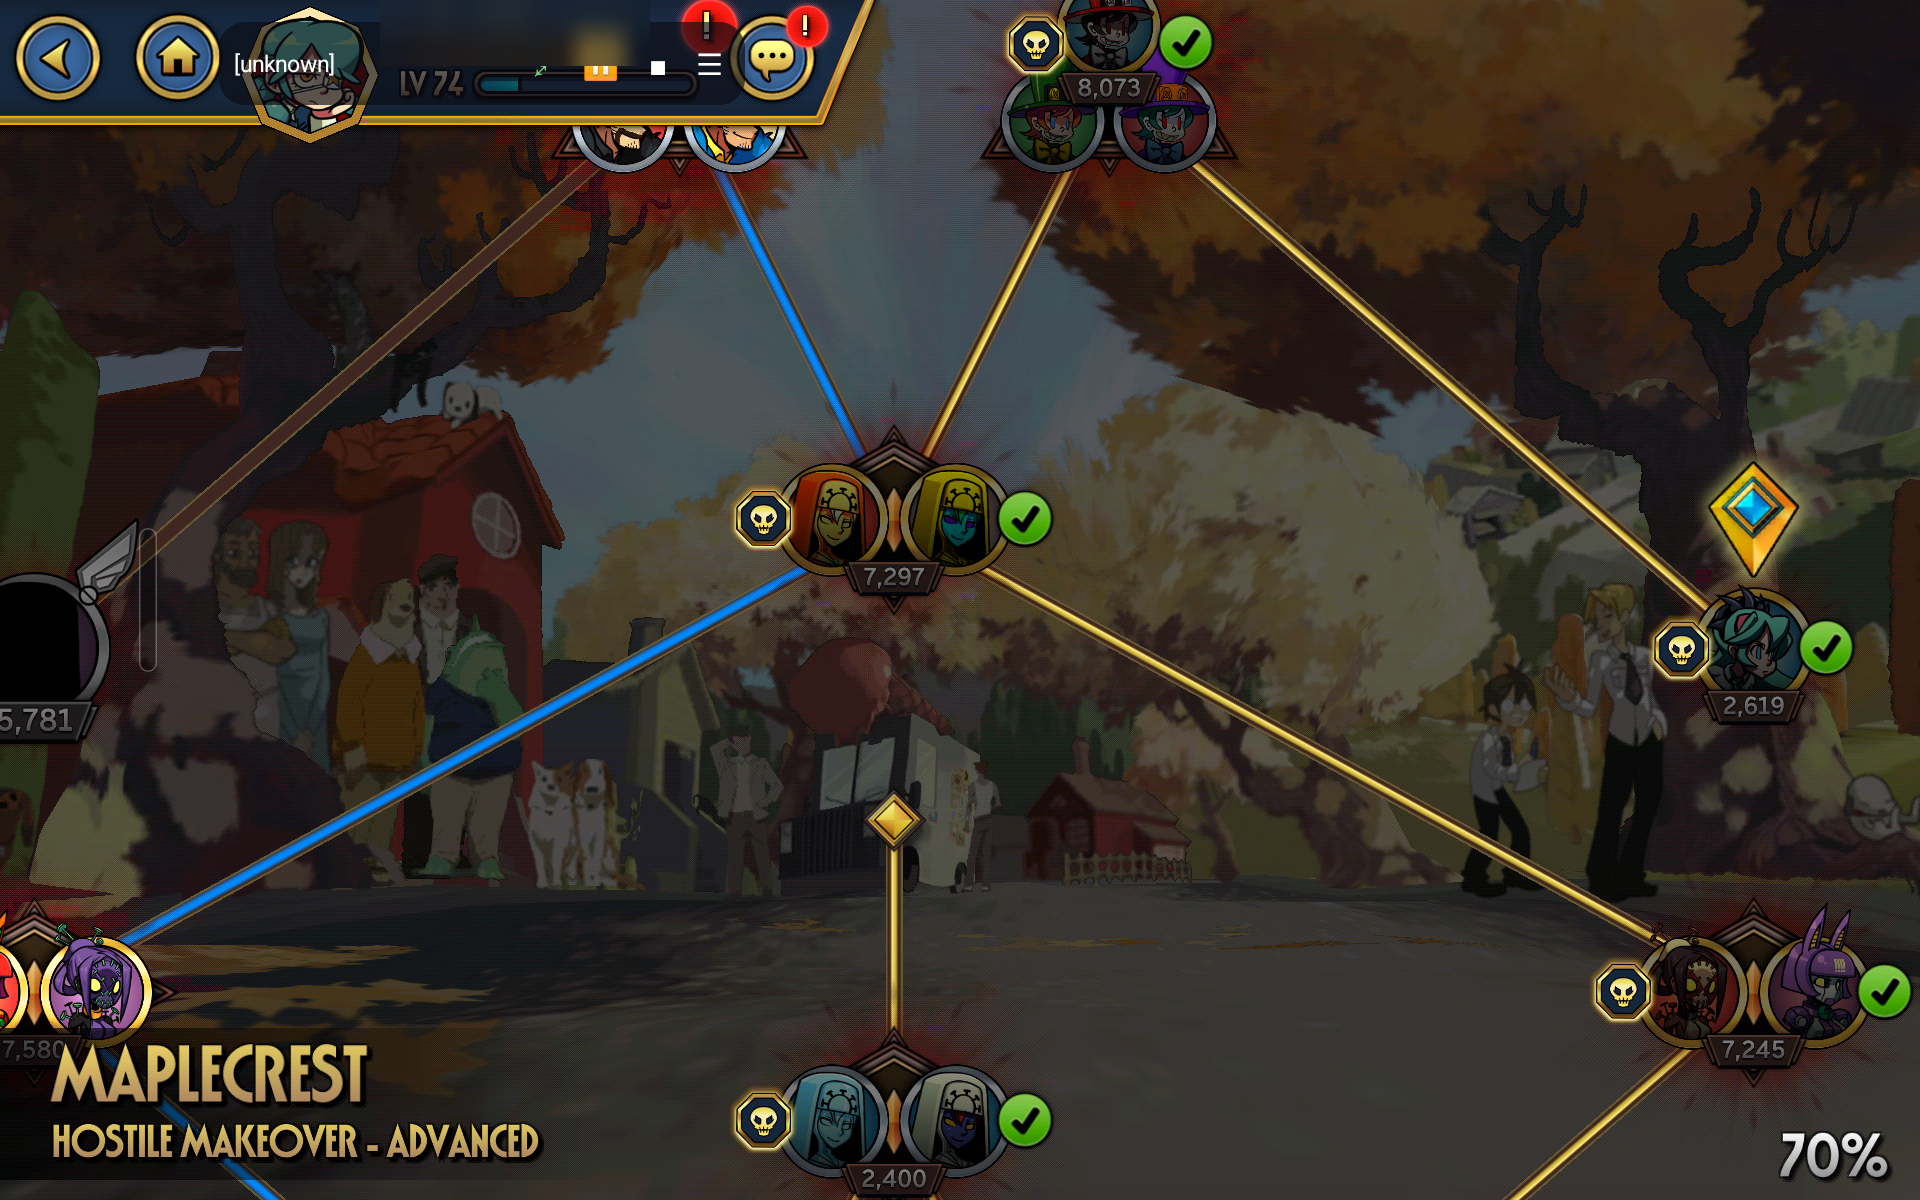 [unknown]
LV 74
8,073
7,297
2,619
5,781
7,580
7,245
2,400
MAPLECREST
HOSTILE MAKEOVER - ADVANCED
70%